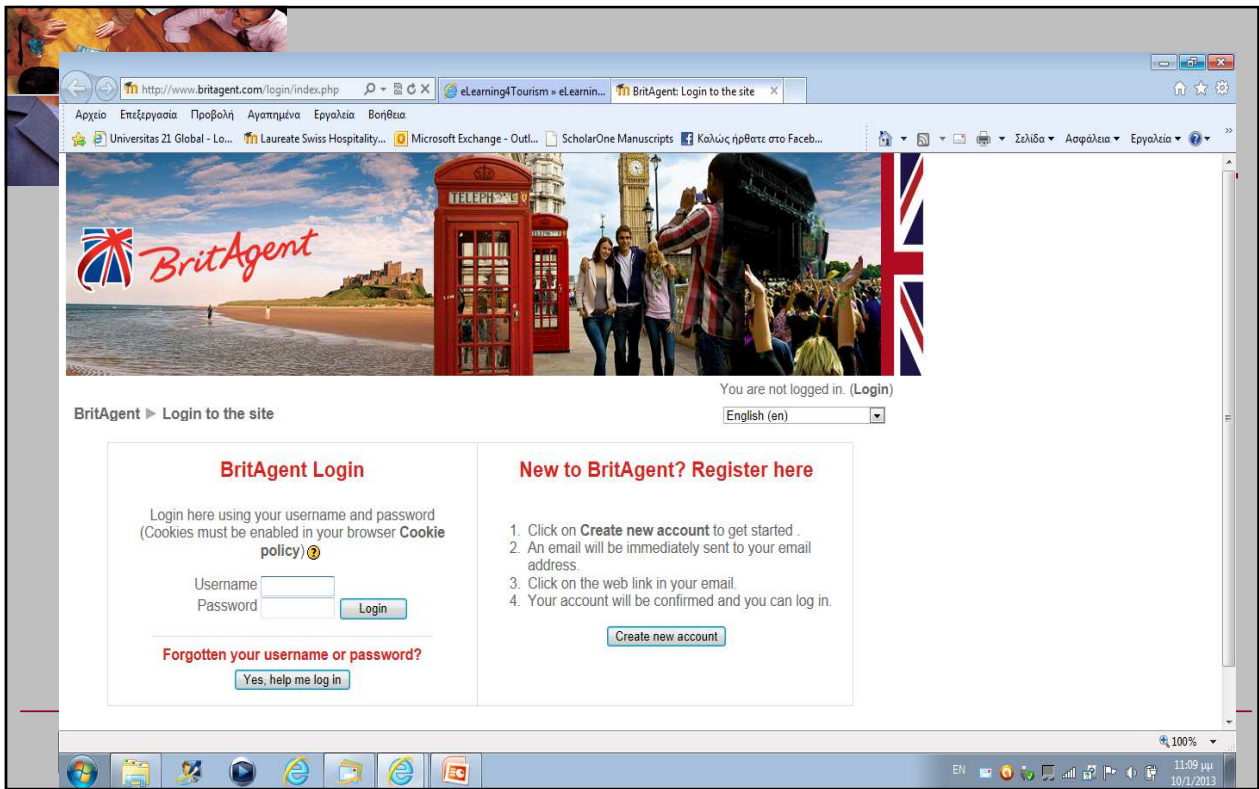 http://www.britagent.com/login/index.php
eLearning4Tourism » eLearnin...
BritAgent: Login to the site
Αρχείο Επεξεργασία Προβολή Αγαπημένα Εργαλεία Βοήθεια
Universitas 21 Global - Lo... Laureate Swiss Hospitality... Microsoft Exchange - Outl... ScholarOne Manuscripts Καλώς ήρθατε στο Faceb... Σελίδα Ασφάλεια Εργαλεία
TELEPHONE
BritAgent
You are not logged in. (Login)
BritAgent ► Login to the site
English (en)
BritAgent Login
Login here using your username and password
(Cookies must be enabled in your browser Cookie
policy)
Username
Password
Login
Forgotten your username or password?
Yes, help me log in
New to BritAgent? Register here
1. Click on Create new account to get started .
2. An email will be immediately sent to your email
address.
3. Click on the web link in your email.
4. Your account will be confirmed and you can log in.
Create new account
100%
EN
11:09 μμ
10/1/2013